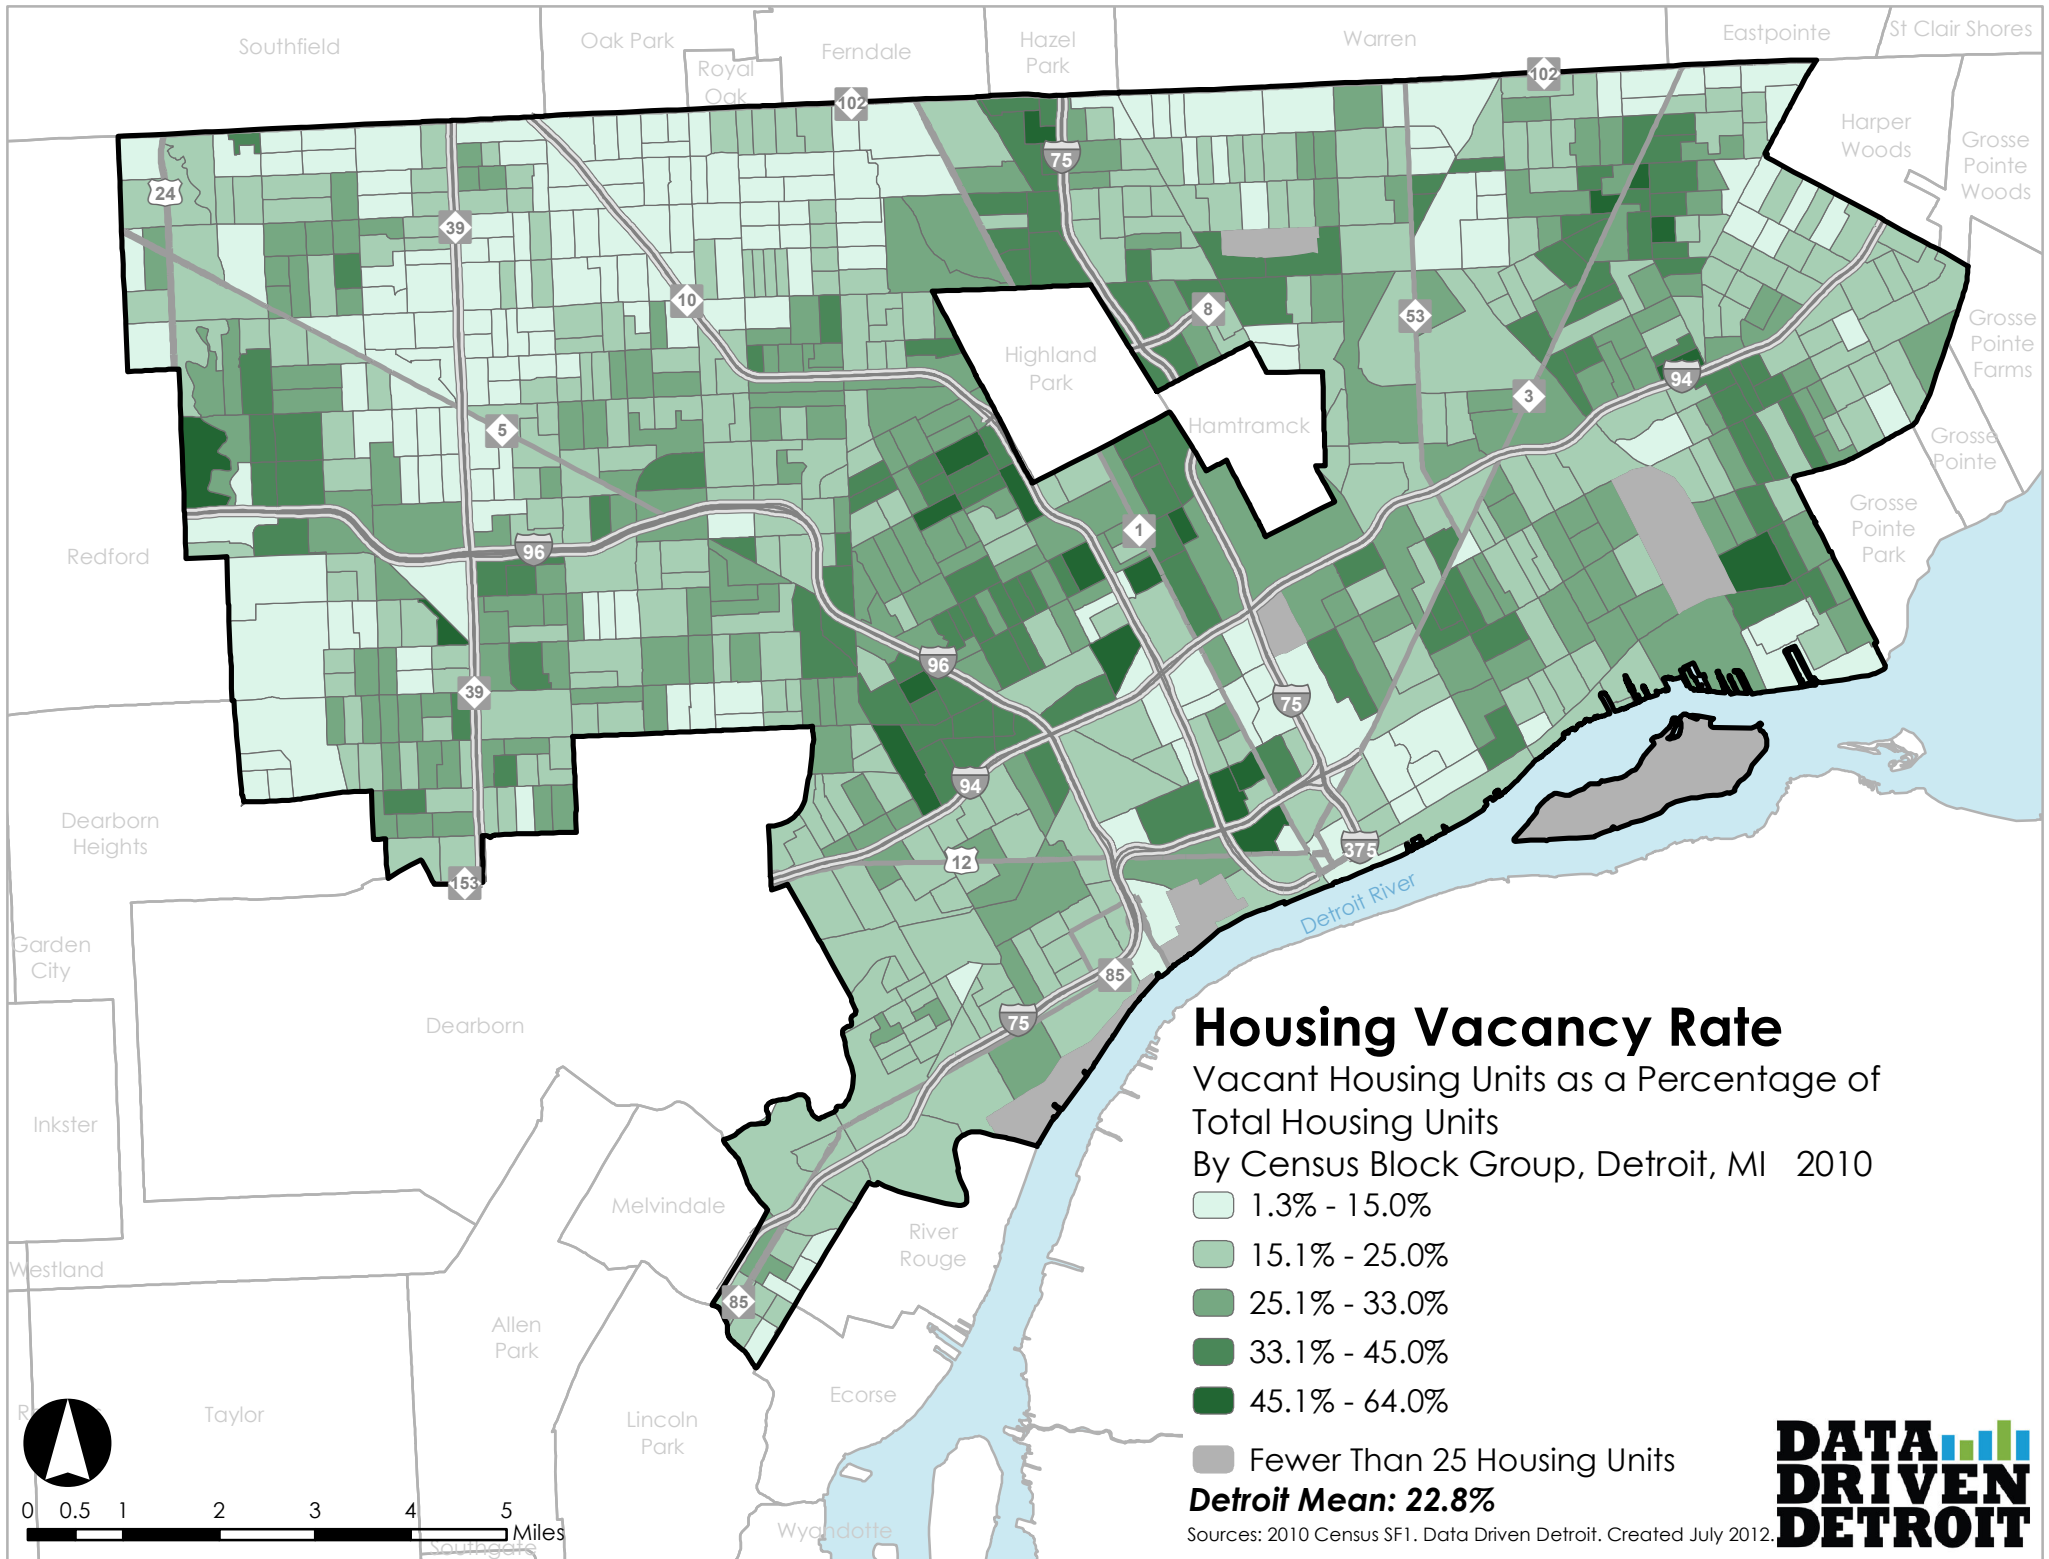 Southfield
Oak Park
Royal
Oak
Ferndale
Hazel
Park
Warren
Eastpointe
St Clair Shores
102
102
Harper
Woods
Grosse
Pointe
Woods
24
75
39
10
8
53
Highland
Park
Grosse
Pointe
Farms
94
3
5
Hamtramck
Grosse
Pointe
1
Grosse
Pointe
Park
Redford
96
96
39
75
94
Dearborn
Heights
12
375
153
Detroit River
Garden
City
85
75
Dearborn
Inkster
Melvindale
River
Rouge
Westland
85
Allen
Park
Ecorse
Taylor
Lincoln
Park
Wyandotte
Southgate
0 0.5 1 2 3 4 5
Miles
Housing Vacancy Rate
Vacant Housing Units as a Percentage of
Total Housing Units
By Census Block Group, Detroit, MI 2010
1.3% - 15.0%
15.1% - 25.0%
25.1% - 33.0%
33.1% - 45.0%
45.1% - 64.0%
Fewer Than 25 Housing Units
Detroit Mean: 22.8%
Sources: 2010 Census SF1. Data Driven Detroit. Created July 2012.
DATA
DRIVEN
DETROIT